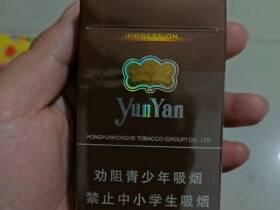 IMPRESSION
YunYan
HONGYUNHONGHE TOBACCO (GROUP) CO., LTD.
劝阻青少年吸烟
禁止中小学生吸烟